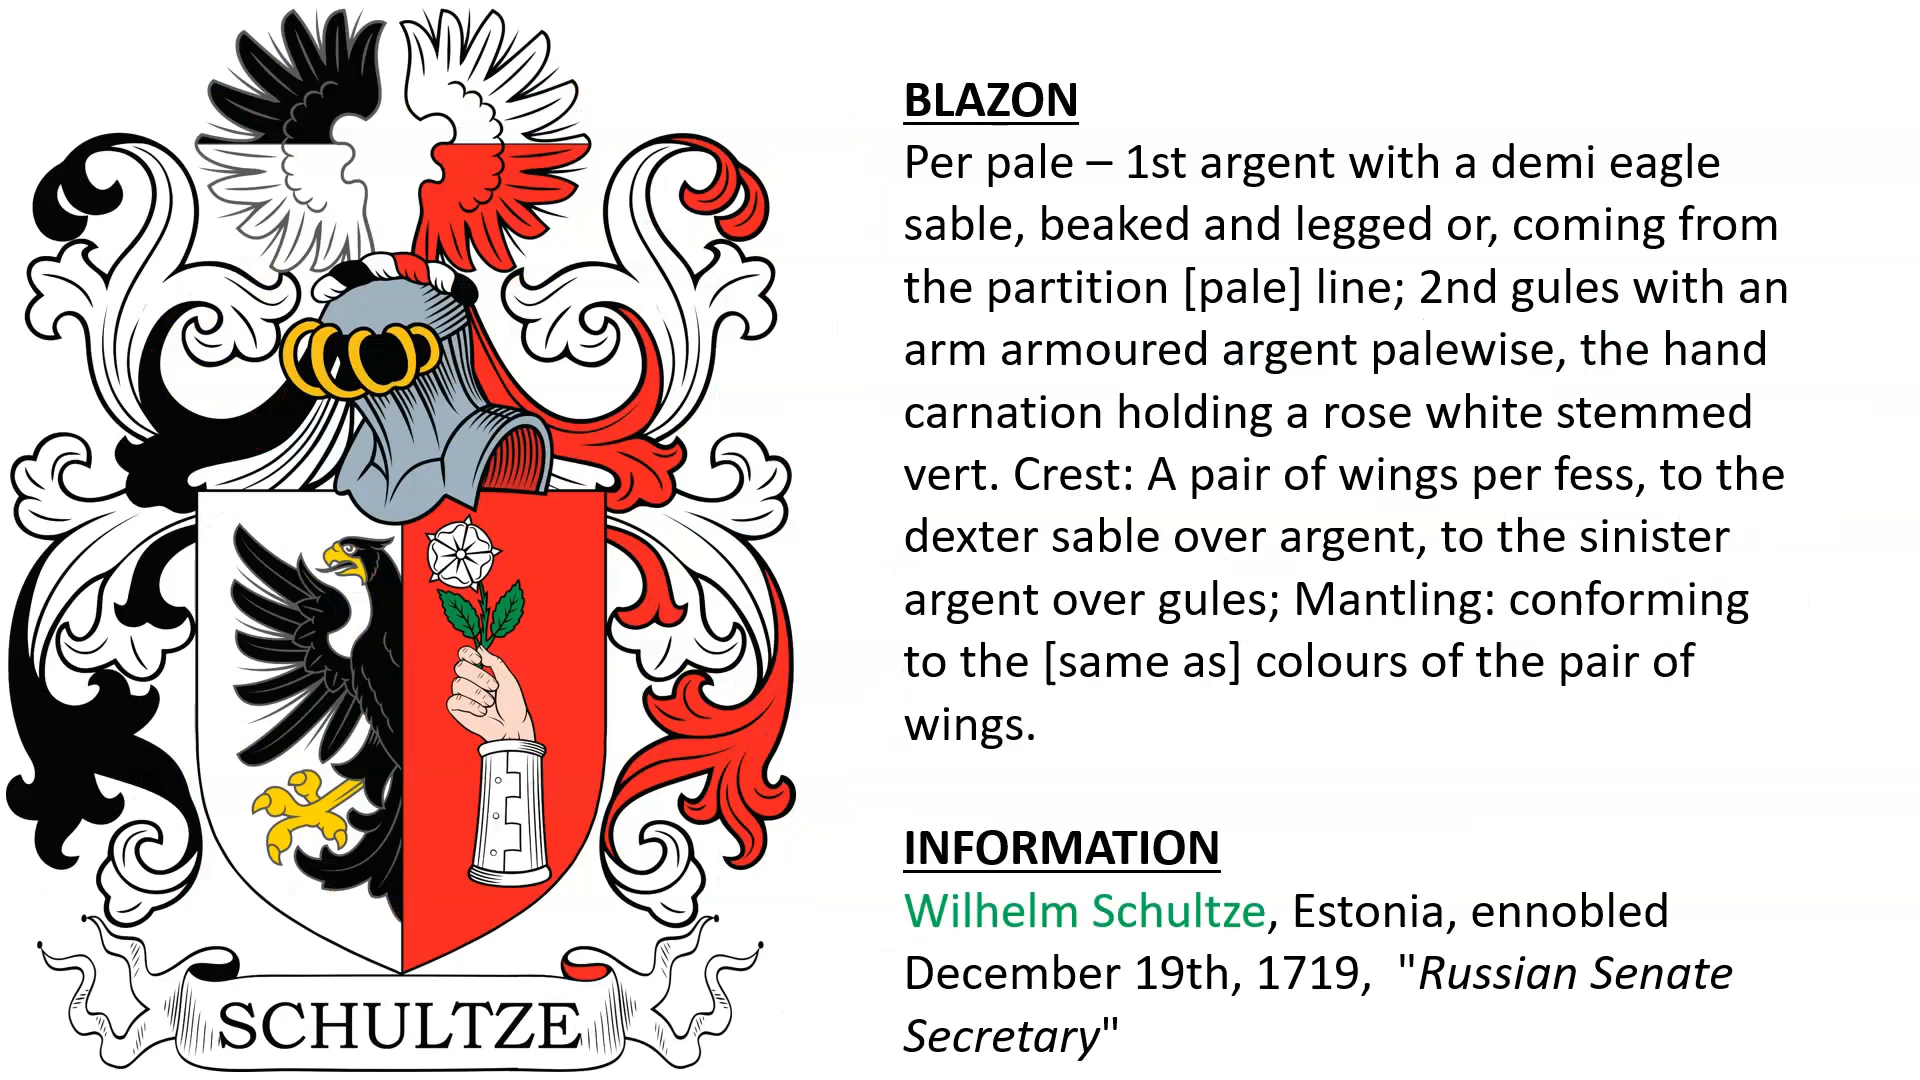 SCHULTZE
BLAZON
Per pale – 1st argent with a demi eagle
sable, beaked and legged or, coming from
the partition [pale] line; 2nd gules with an
arm armoured argent palewise, the hand
carnation holding a rose white stemmed
vert. Crest: A pair of wings per fess, to the
dexter sable over argent, to the sinister
argent over gules; Mantling: conforming
to the [same as] colours of the pair of
wings.
INFORMATION
Wilhelm Schultze, Estonia, ennobled
December 19th, 1719,  "Russian Senate
Secretary"